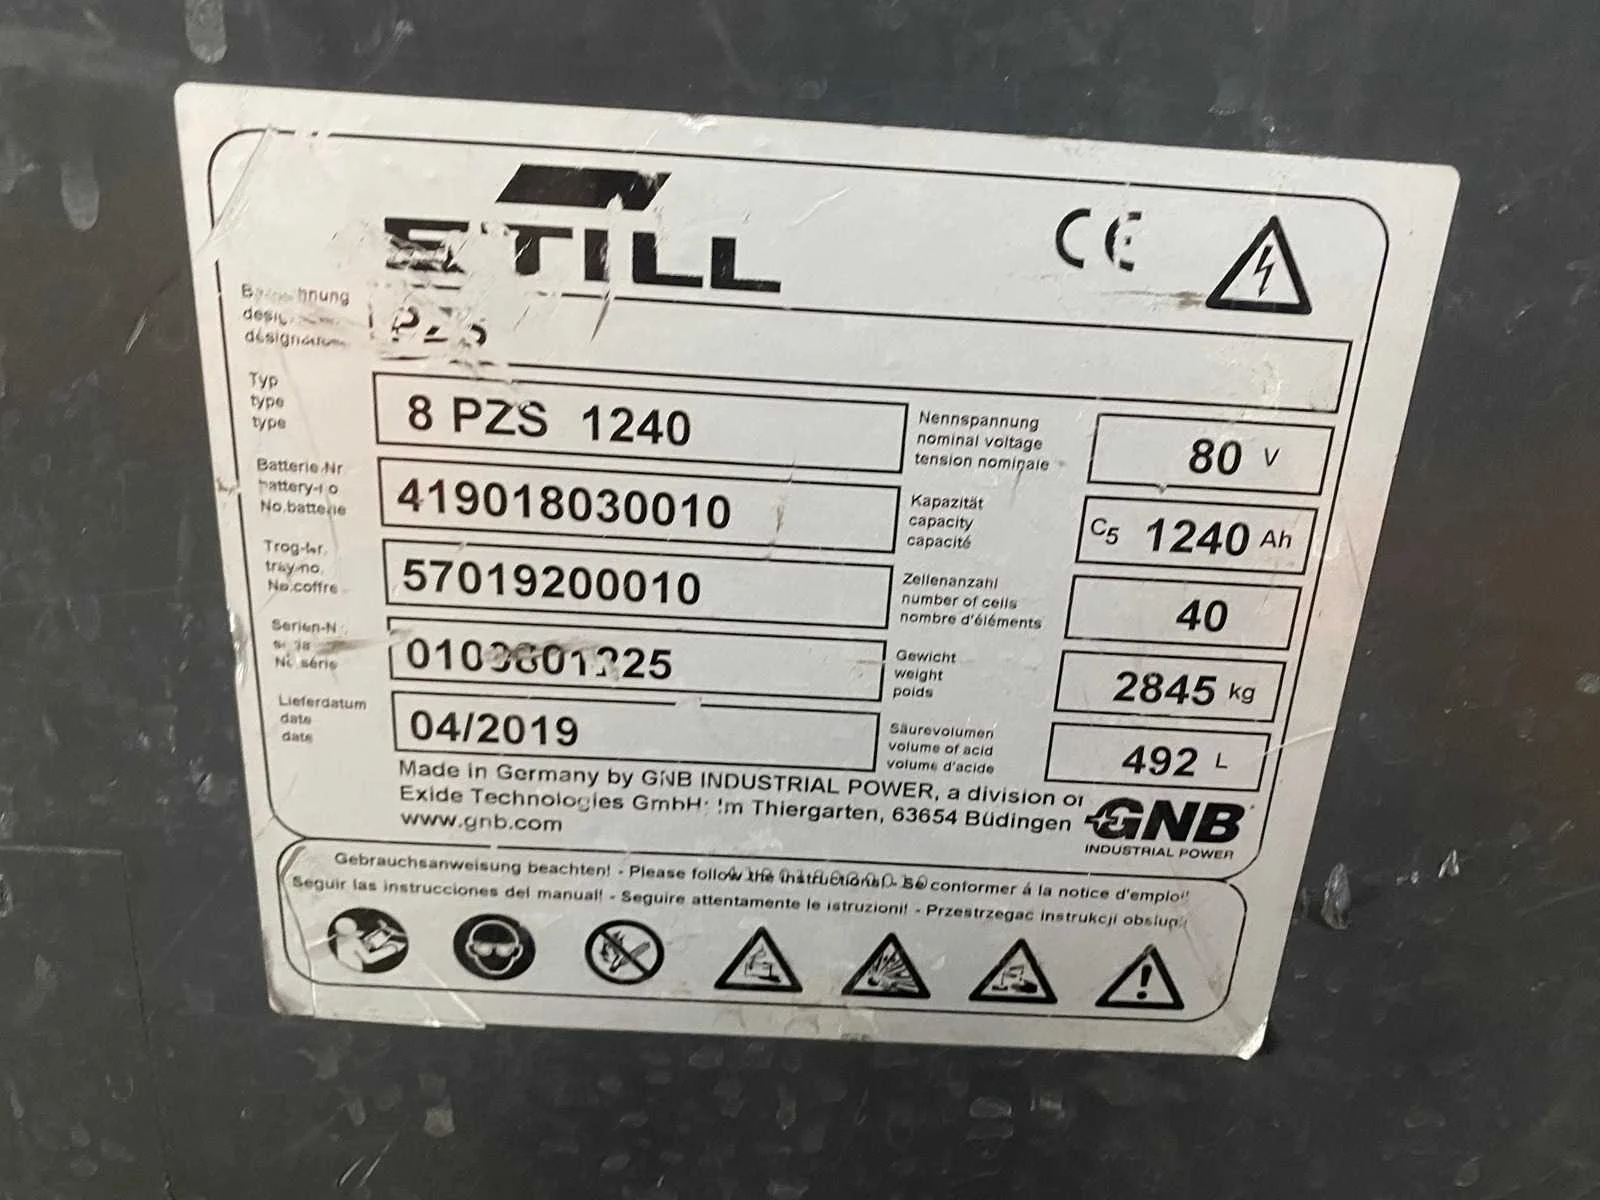 STILL
CE
PZS
Typ
type
type
8 PZS 1240
Nennspannung
nominal voltage
tension nominale
80 V
Batterie-Nr
battery-no
No.batterie
419018030010
Kapazität
capacity
capacité
C5 1240 Ah
Trog-Nr.
tray-no.
No.coffre
57019200010
Zellenanzahl
number of cells
nombre d'éléments
40
Serien-N
No série
Gewicht
weight
poids
2845 kg
Lieferdatum
date
date
04/2019
Säurevolumen
volume of acid
volume d'acide
492 L
Made in Germany by GNB INDUSTRIAL POWER, a division of
Exide Technologies GmbH; Im Thiergarten, 63654 Büdingen
www.gnb.com
GNB
INDUSTRIAL POWER
Gebrauchsanweisung beachten! - Please follow the instructions! - Se conformer á la notice d'emploi!
Seguir las instrucciones del manual! - Seguire attentamente le istruzioni! - Przestrzegac instrukcji